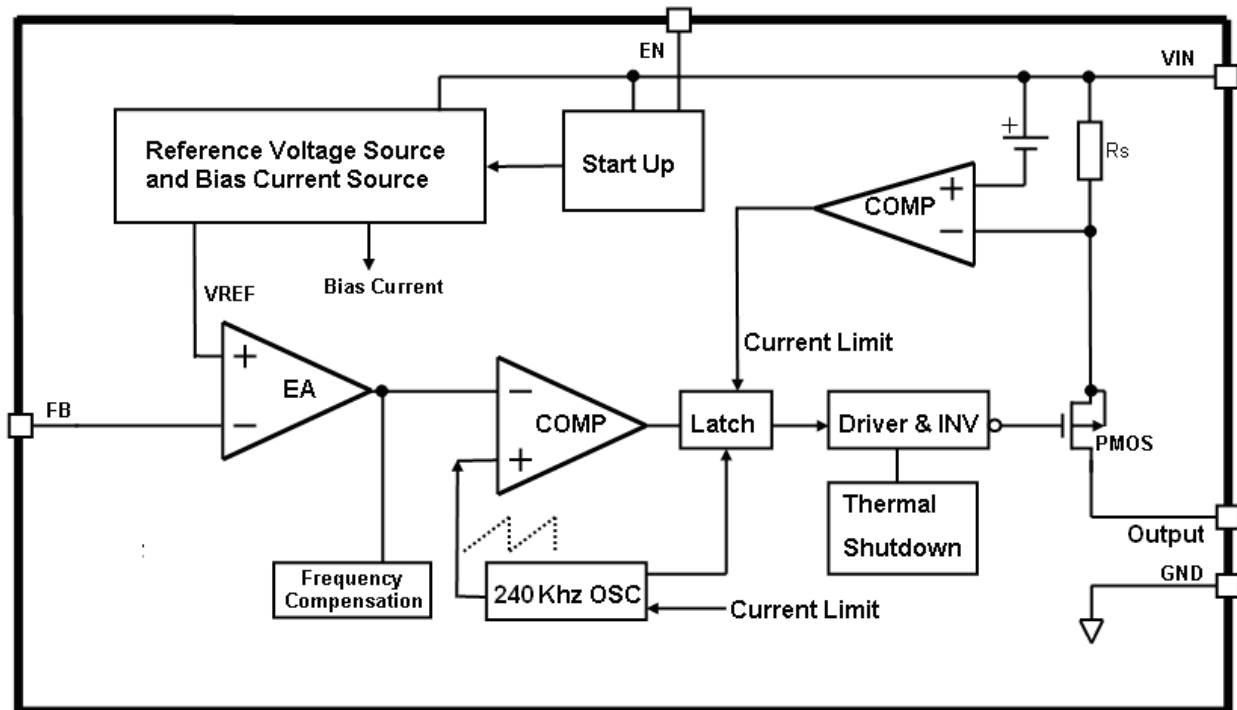 EN
VIN
Reference Voltage Source
and Bias Current Source
Start Up
+
Rs
+
COMP
−
Bias Current
VREF
Current Limit
+
EA
−
FB
−
COMP
+
Latch
Driver & INV
PMOS
Thermal
Shutdown
Output
GND
Frequency
Compensation
240 Khz OSC
Current Limit